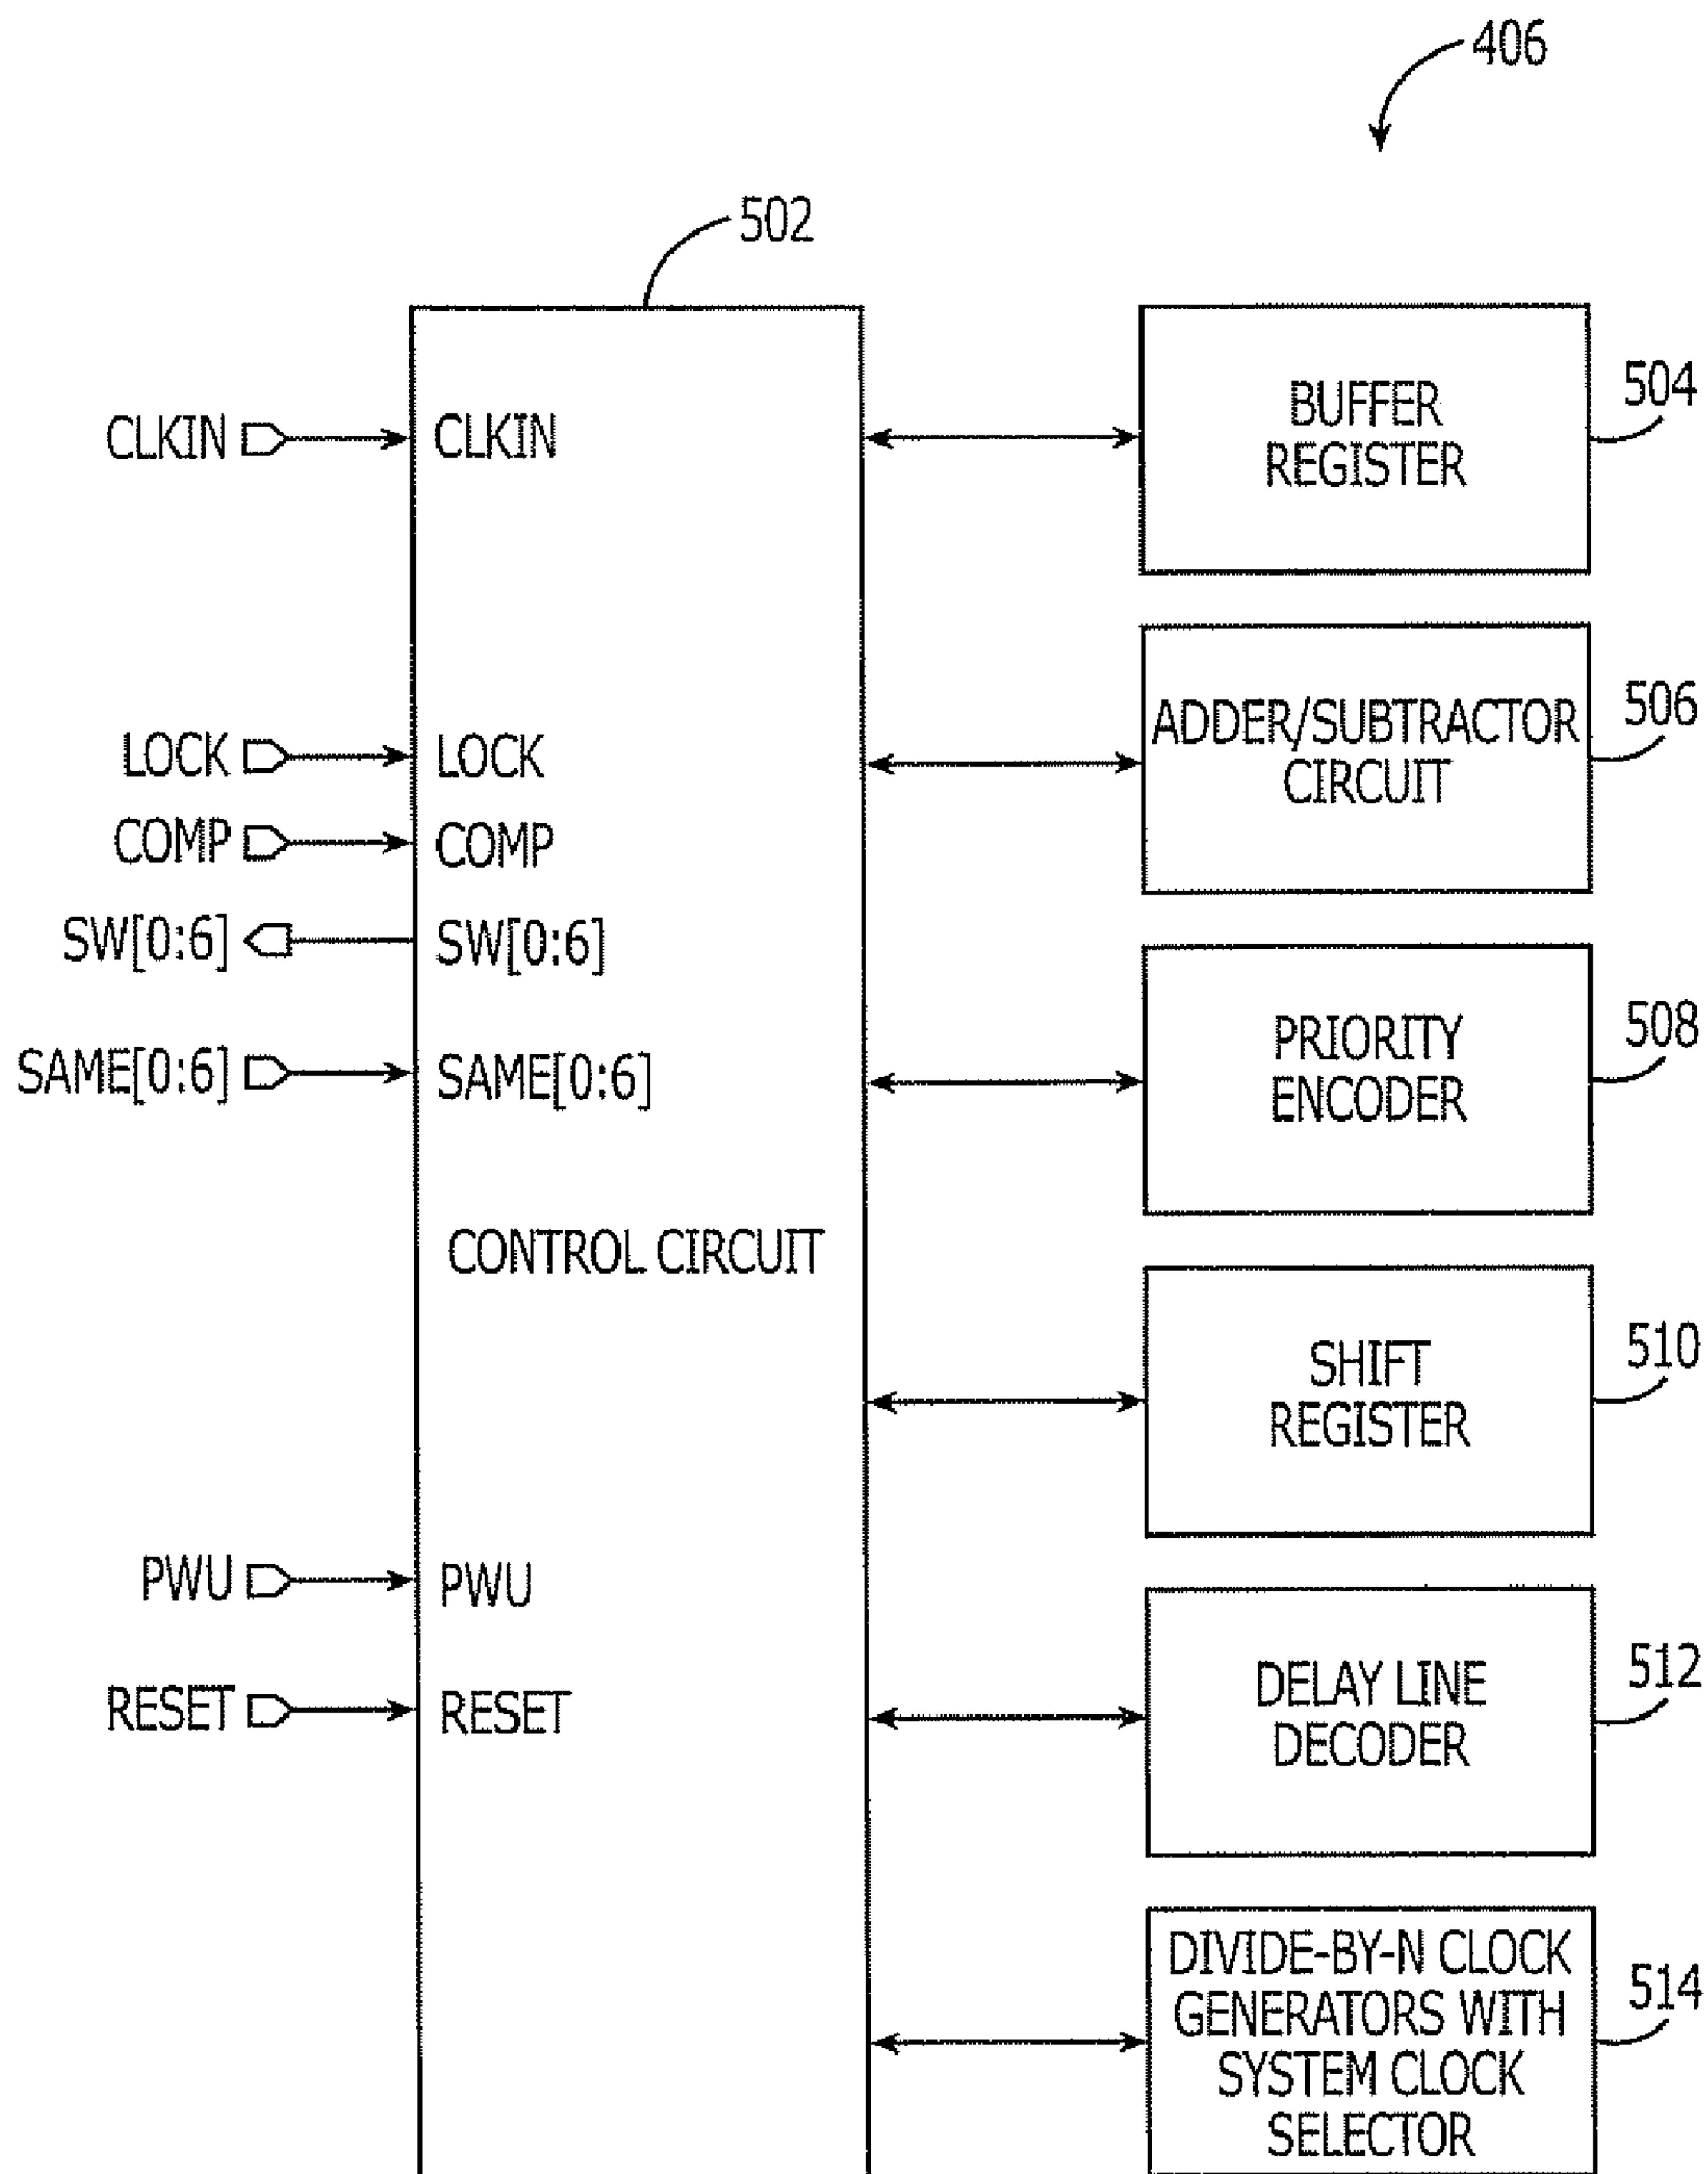 406
502
CLKIN
CLKIN
BUFFER
REGISTER
504
LOCK
LOCK
ADDER/SUBTRACTOR
CIRCUIT
506
COMP
COMP
SW[0:6]
SW[0:6]
SAME[0:6]
SAME[0:6]
PRIORITY
ENCODER
508
CONTROL CIRCUIT
SHIFT
REGISTER
510
PWU
PWU
RESET
RESET
DELAY LINE
DECODER
512
DIVIDE-BY-N CLOCK
GENERATORS WITH
SYSTEM CLOCK
SELECTOR
514